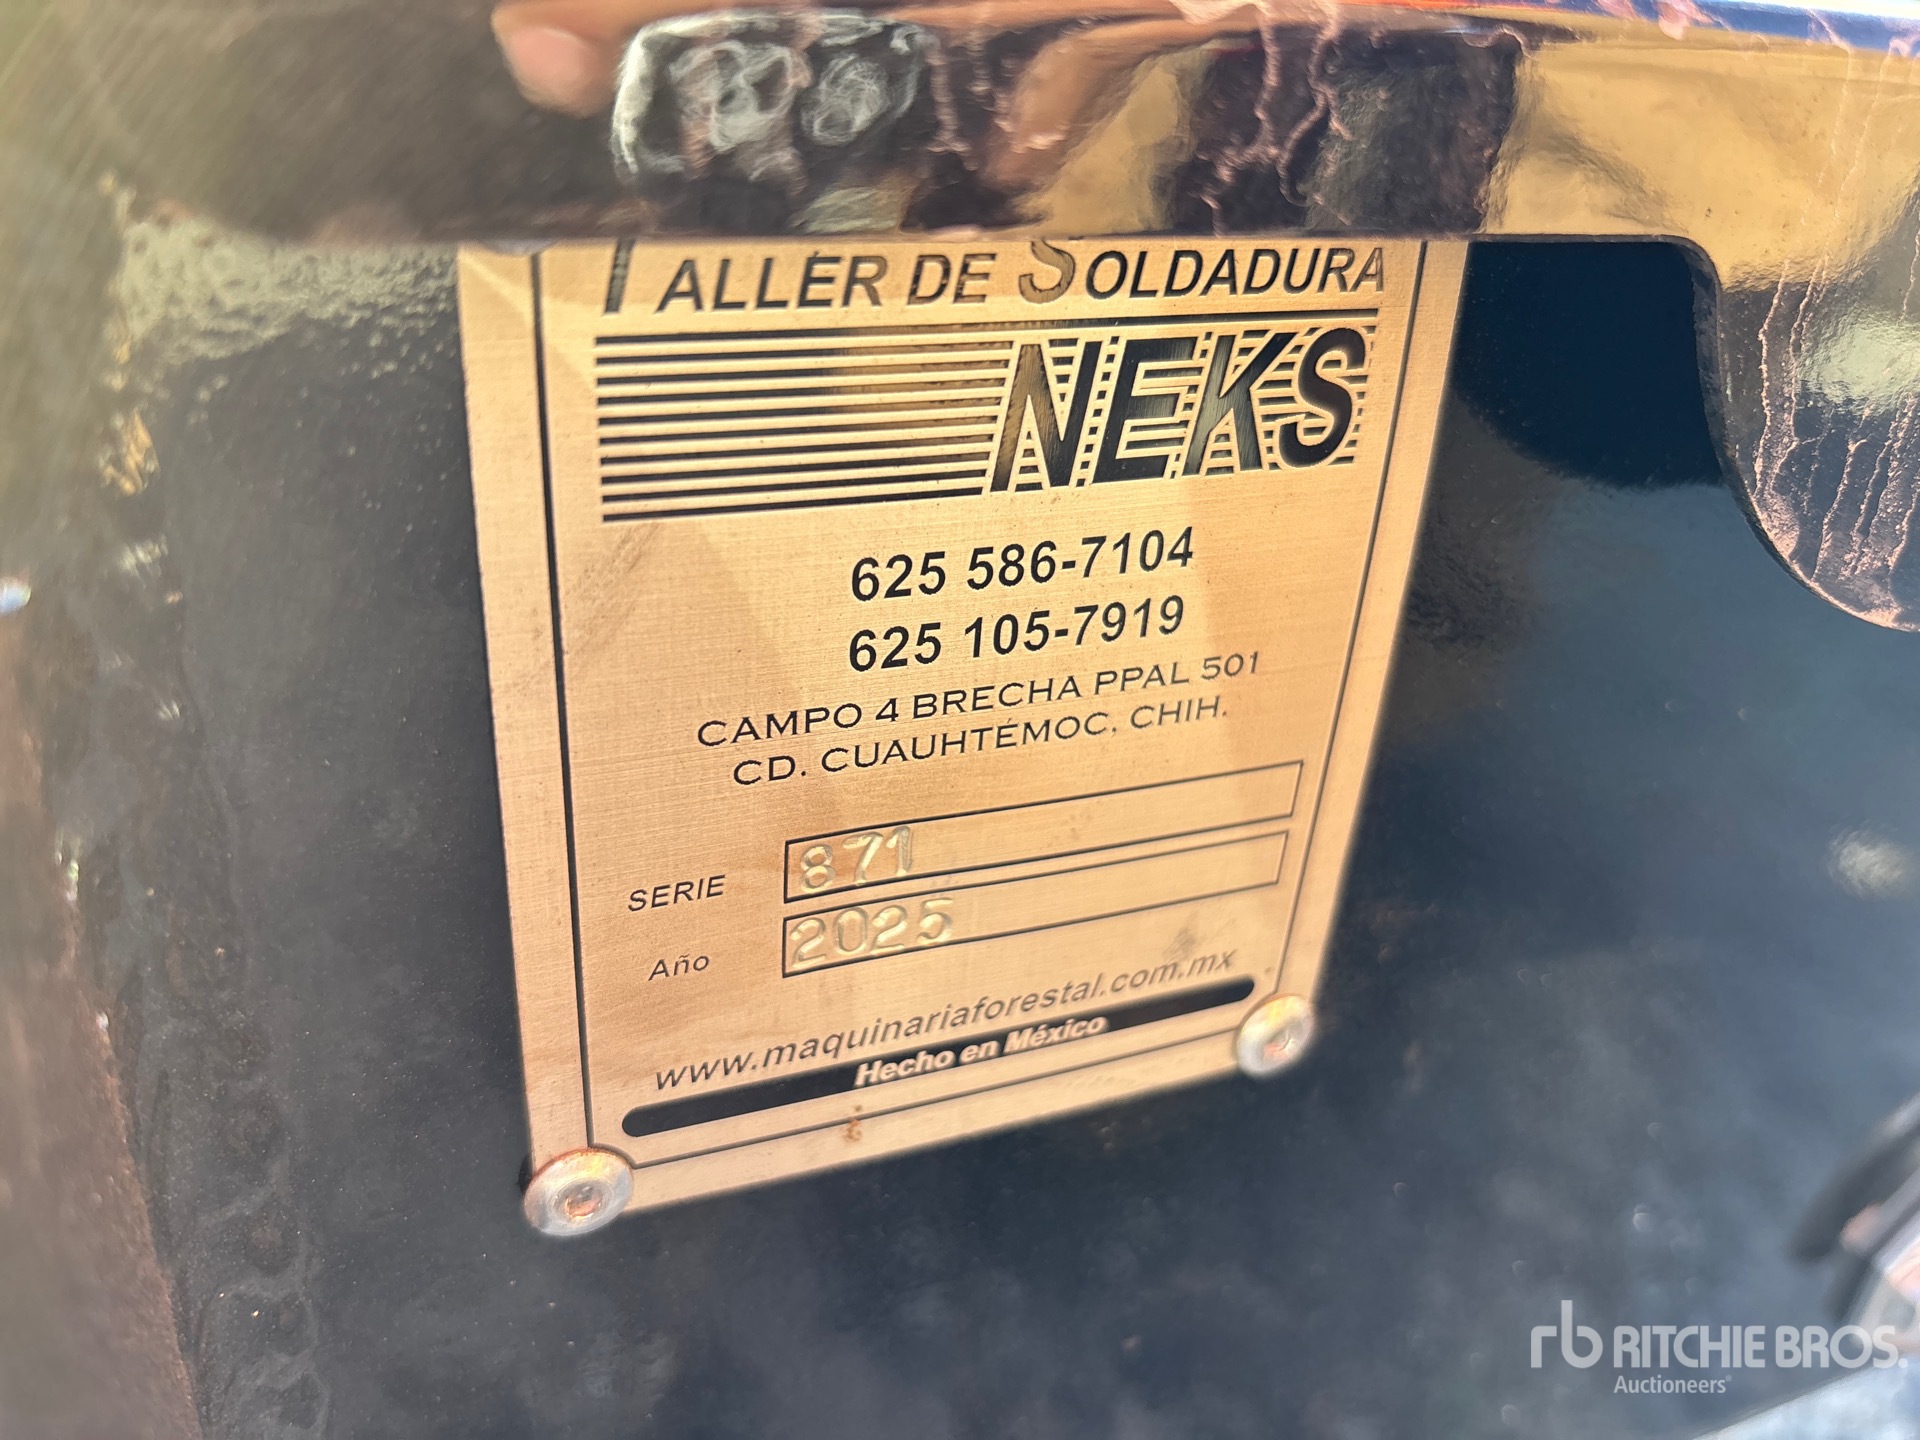 TALLER DE SOLDADURA
NEKS
625 586-7104
625 105-7919
CAMPO 4 BRECHA PPAL 501
CD. CUAUHTÉMOC, CHIH.
SERIE 871
Año 2025
www.maquinariaforestal.com.mx
Hecho en México
rb RITCHIE BROS.
Auctioneers